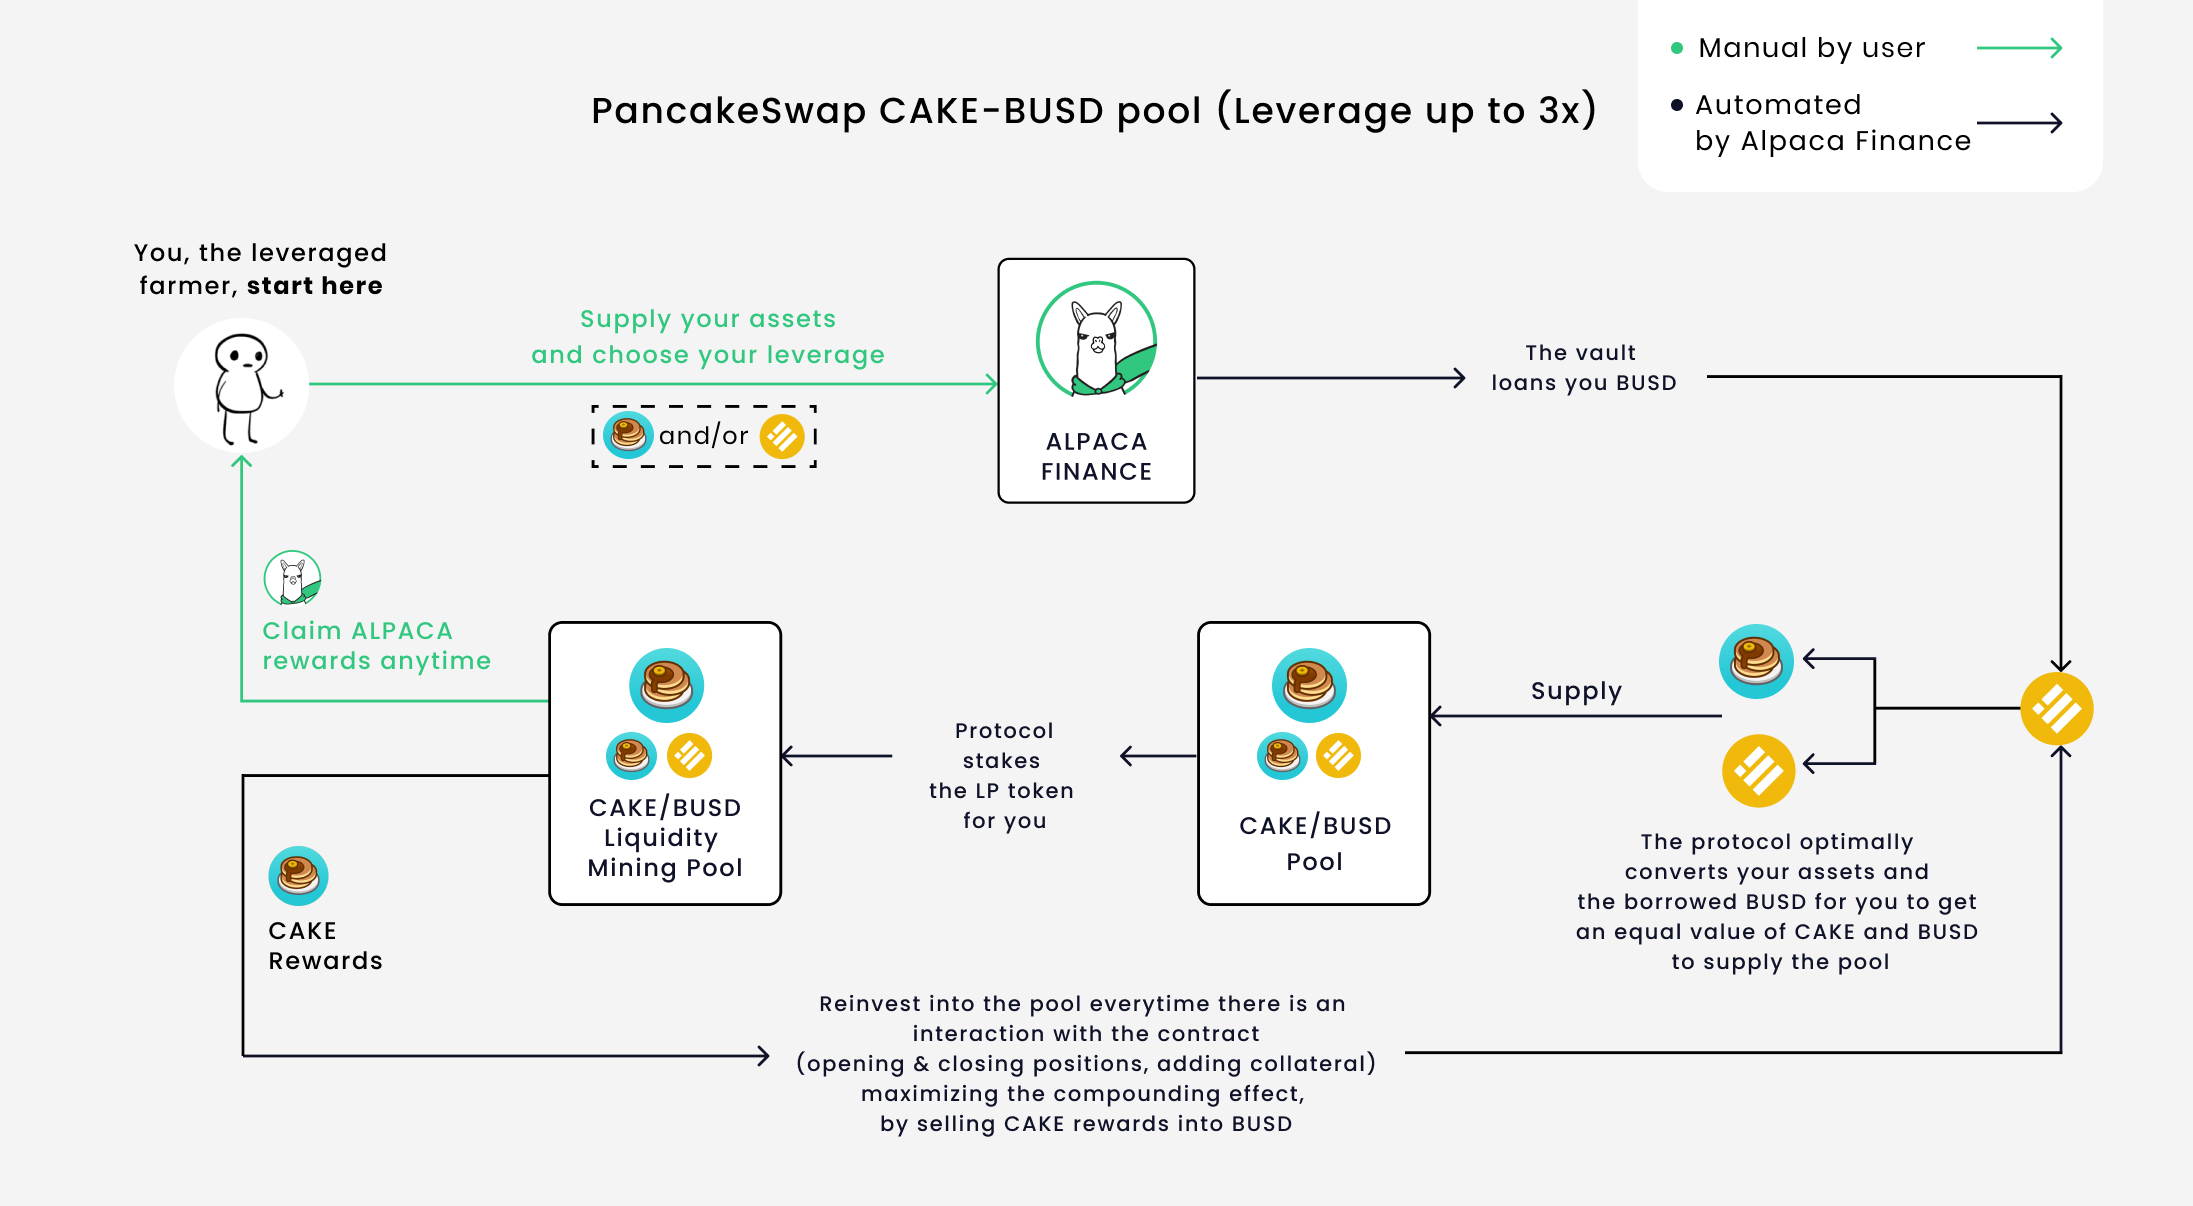 Manual by user
Automated
by Alpaca Finance
PancakeSwap CAKE-BUSD pool (Leverage up to 3x)
You, the leveraged
farmer, start here
Supply your assets
and choose your leverage
and/or
ALPACA
FINANCE
The vault
loans you BUSD
Claim ALPACA
rewards anytime
CAKE/BUSD
Liquidity
Mining Pool
Protocol
stakes
the LP token
for you
CAKE/BUSD
Pool
Supply
The protocol optimally
converts your assets and
the borrowed BUSD for you to get
an equal value of CAKE and BUSD
to supply the pool
CAKE
Rewards
Reinvest into the pool everytime there is an
interaction with the contract
(opening & closing positions, adding collateral)
maximizing the compounding effect,
by selling CAKE rewards into BUSD